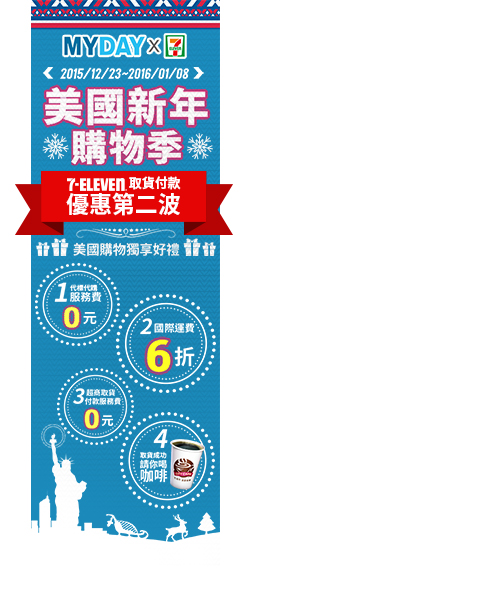 MYDAY x 7-ELEVEN
2015/12/23~2016/01/08
美國新年
購物季
7-ELEVEN 取貨付款
優惠第二波
美國購物獨享好禮
1 代標代購
服務費
0元
2 國際運費
6折
3 超商取貨
付款服務費
0元
4
取貨成功
請你喝
咖啡